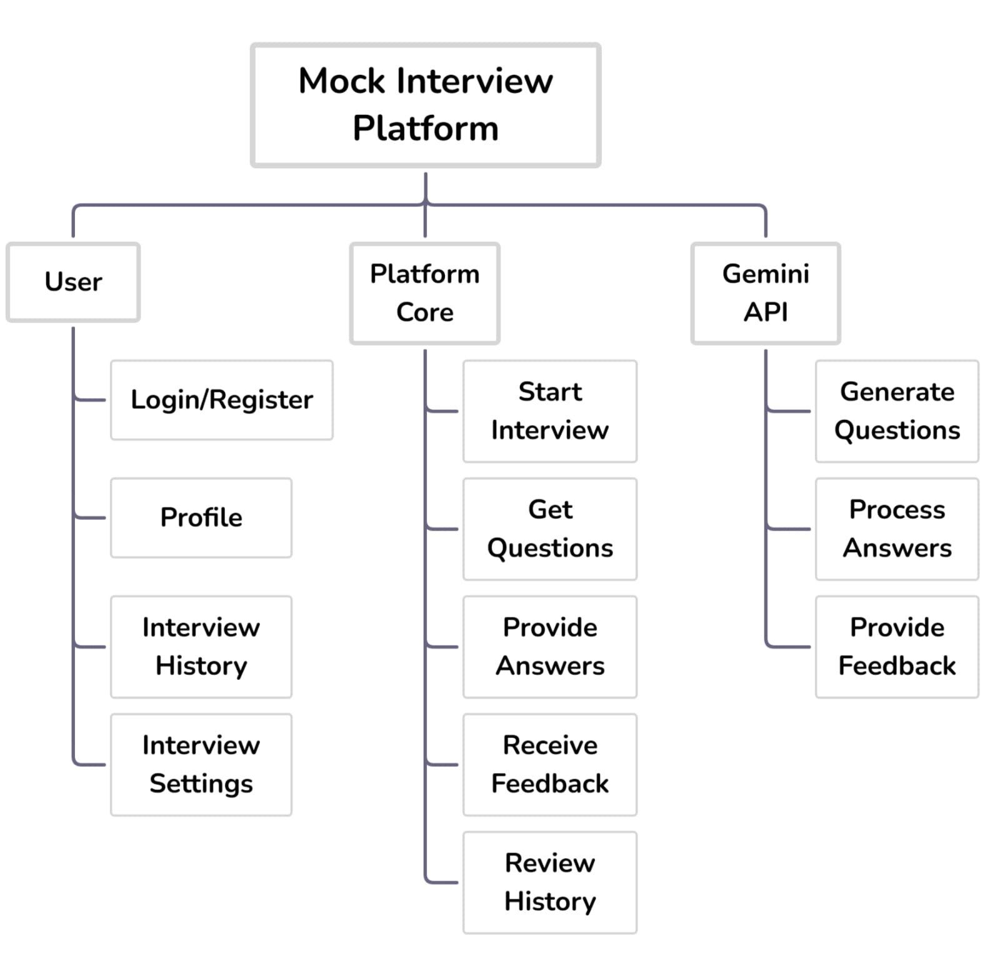 Mock Interview
Platform
User
Platform
Core
Gemini
API
Login/Register
Profile
Interview
History
Interview
Settings
Start
Interview
Get
Questions
Provide
Answers
Receive
Feedback
Review
History
Generate
Questions
Process
Answers
Provide
Feedback